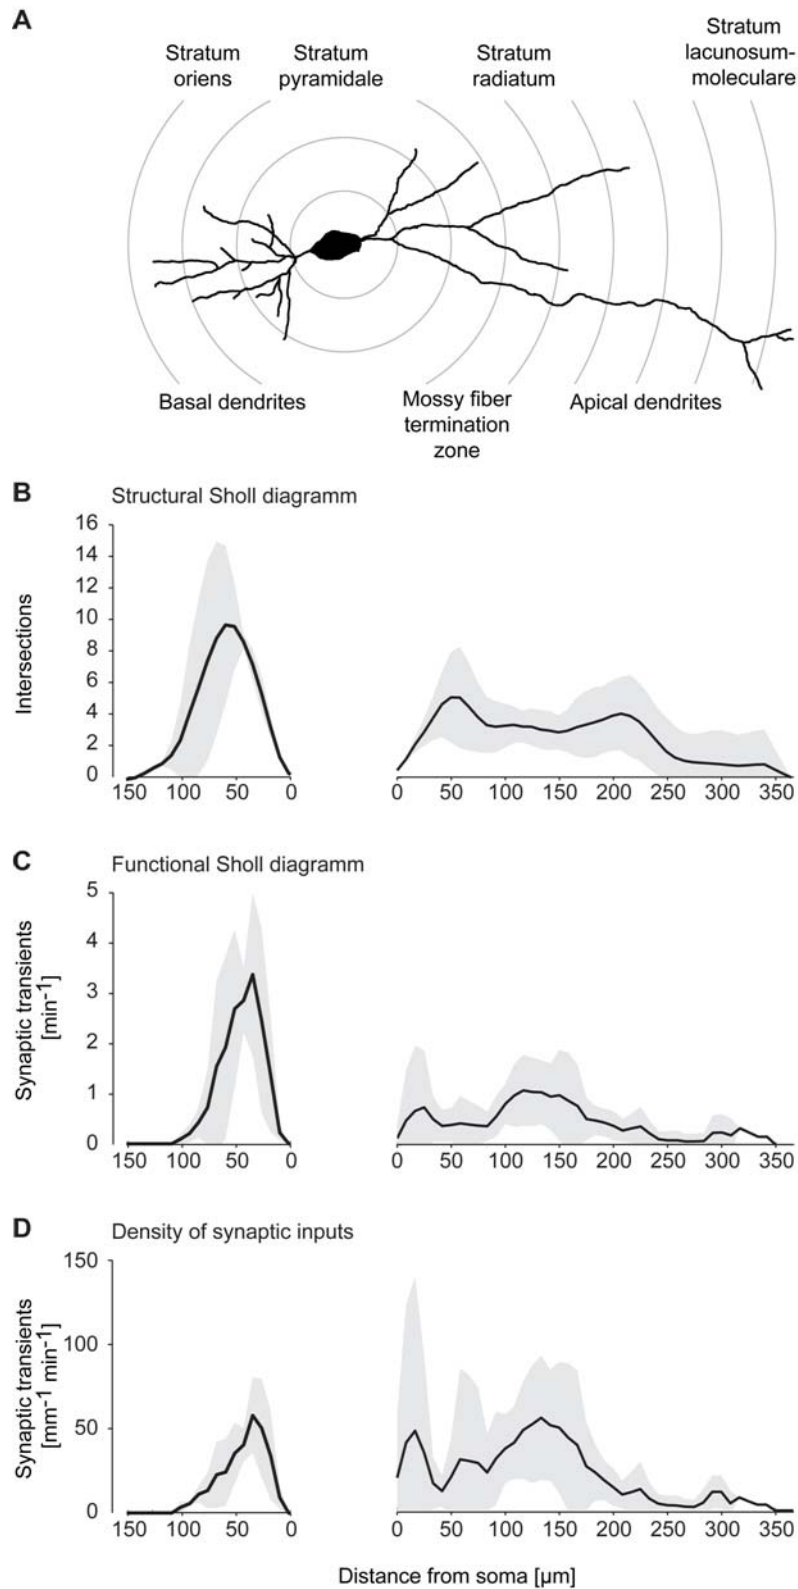 A
Stratum
oriens
Stratum
pyramidale
Stratum
radiatum
Stratum
lacunosum-
moleculare
Basal dendrites
Mossy fiber
termination
zone
Apical dendrites
B
Structural Sholl diagramm
Intersections
16
14
12
10
8
6
4
2
0
150 100 50 0
0 50 100 150 200 250 300 350
C
Functional Sholl diagramm
Synaptic transients
[min-1]
5
4
3
2
1
0
150 100 50 0
0 50 100 150 200 250 300 350
D
Density of synaptic inputs
Synaptic transients
[mm-1 min-1]
150
100
50
0
150 100 50 0
0 50 100 150 200 250 300 350
Distance from soma [µm]